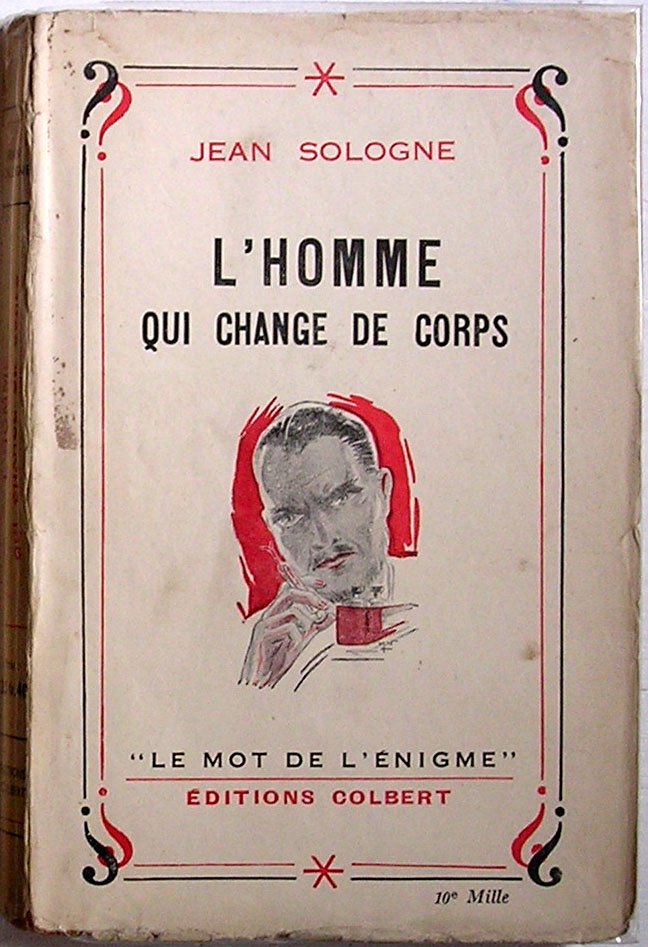 JEAN SOLOGNE
L'HOMME
QUI CHANGE DE CORPS
"LE MOT DE L'ÉNIGME"
ÉDITIONS COLBERT
10e Mille